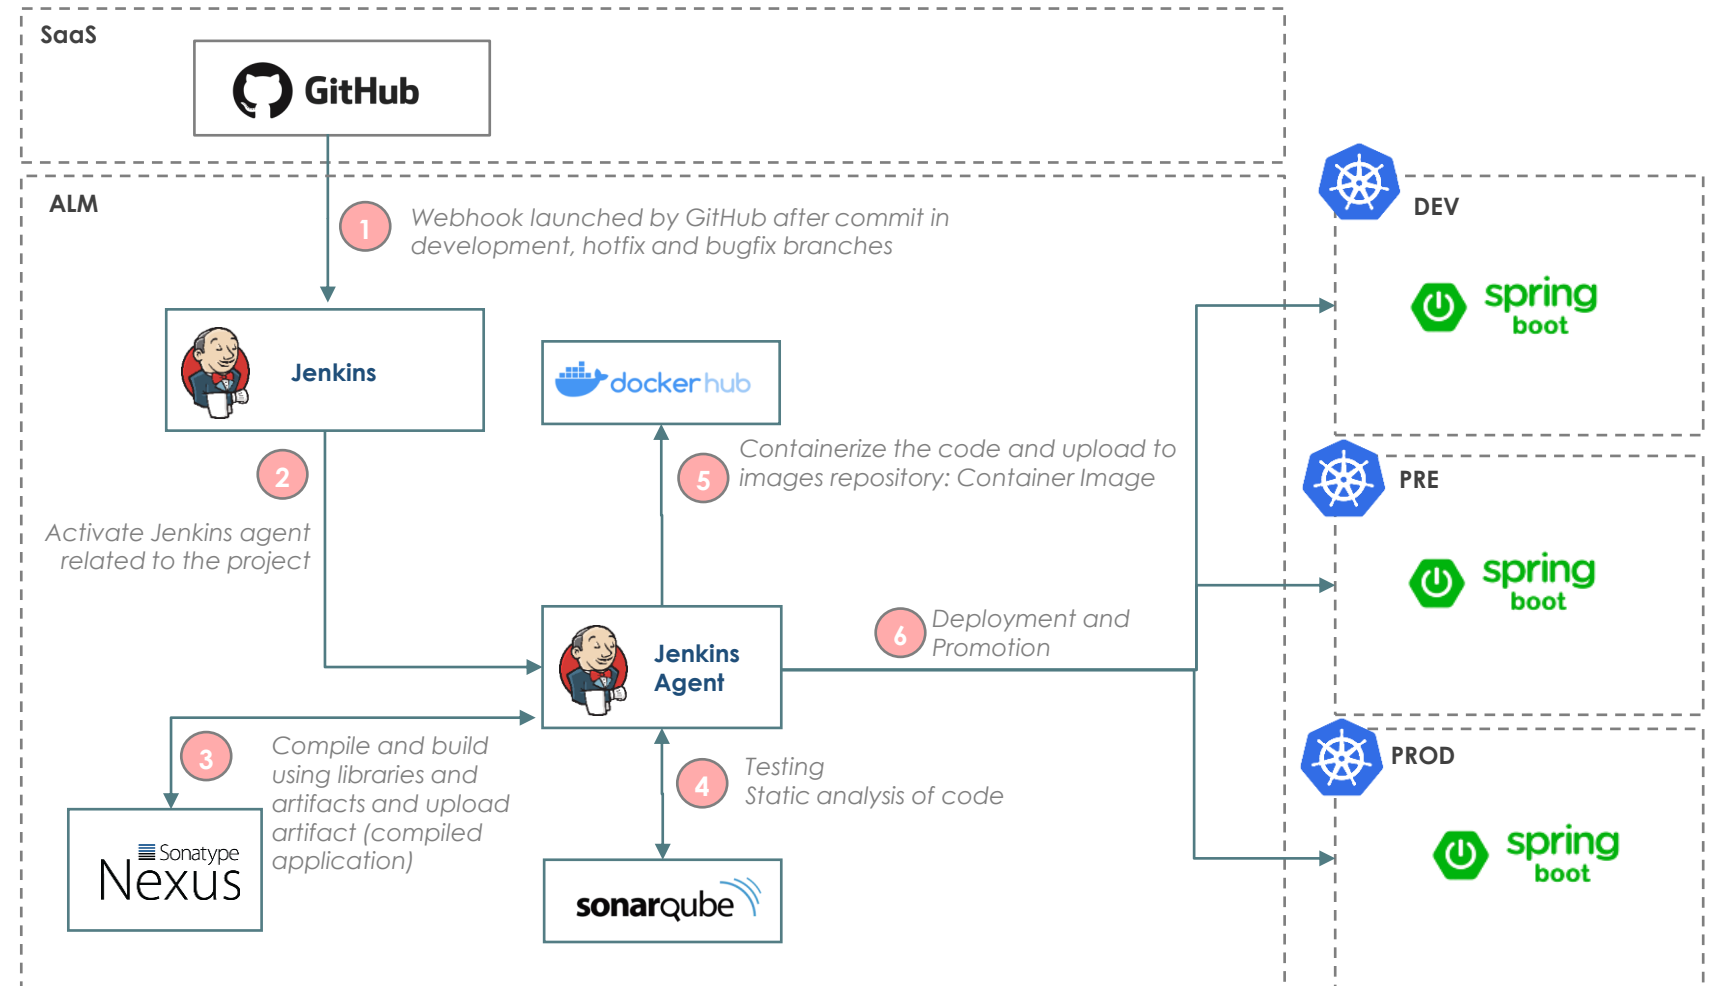 SaaS
GitHub
ALM
1
Webhook launched by GitHub after commit in
development, hotfix and bugfix branches
DEV
spring
boot
Jenkins
docker hub
2
Activate Jenkins agent
related to the project
5
Containerize the code and upload to
images repository: Container Image
PRE
spring
boot
Jenkins
Agent
6
Deployment and
Promotion
3
Compile and build
using libraries and
artifacts and upload
artifact (compiled
application)
4
Testing
Static analysis of code
PROD
spring
boot
Sonatype
Nexus
sonarqube